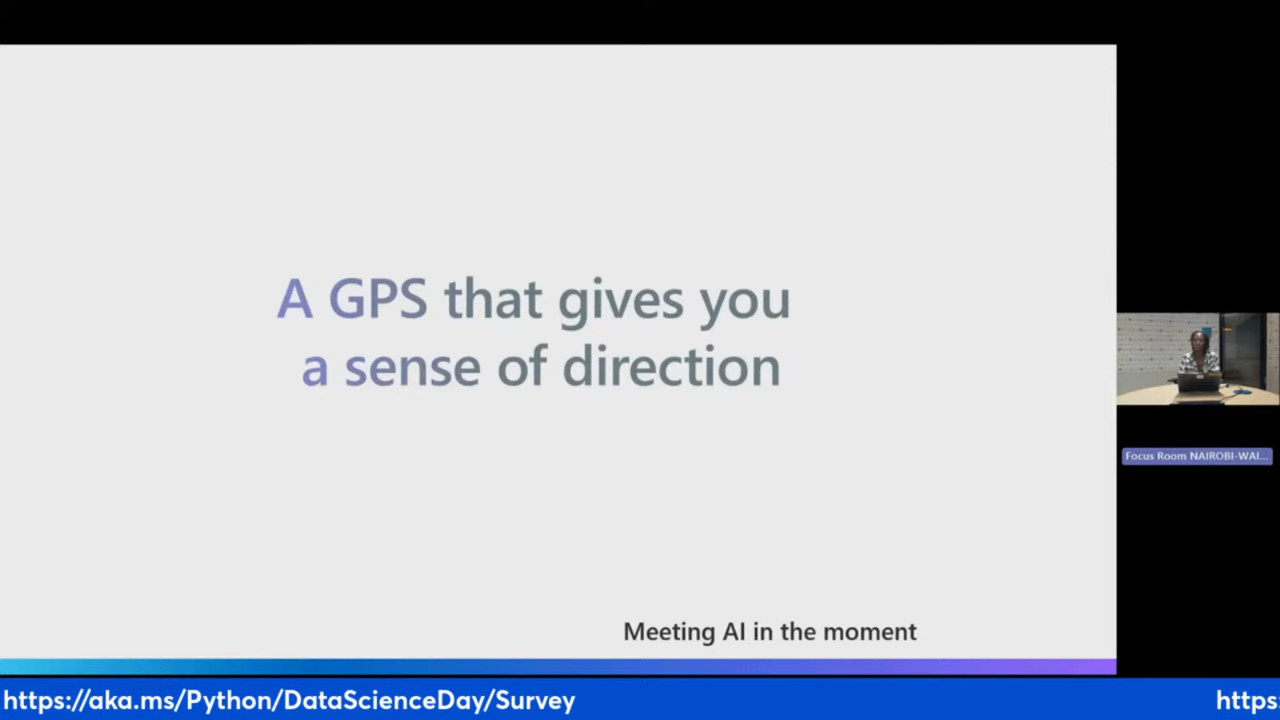 A GPS that gives you
a sense of direction
Meeting AI in the moment
Focus Room NAIROBI-WAI...
https://aka.ms/Python/DataScienceDay/Survey
https: